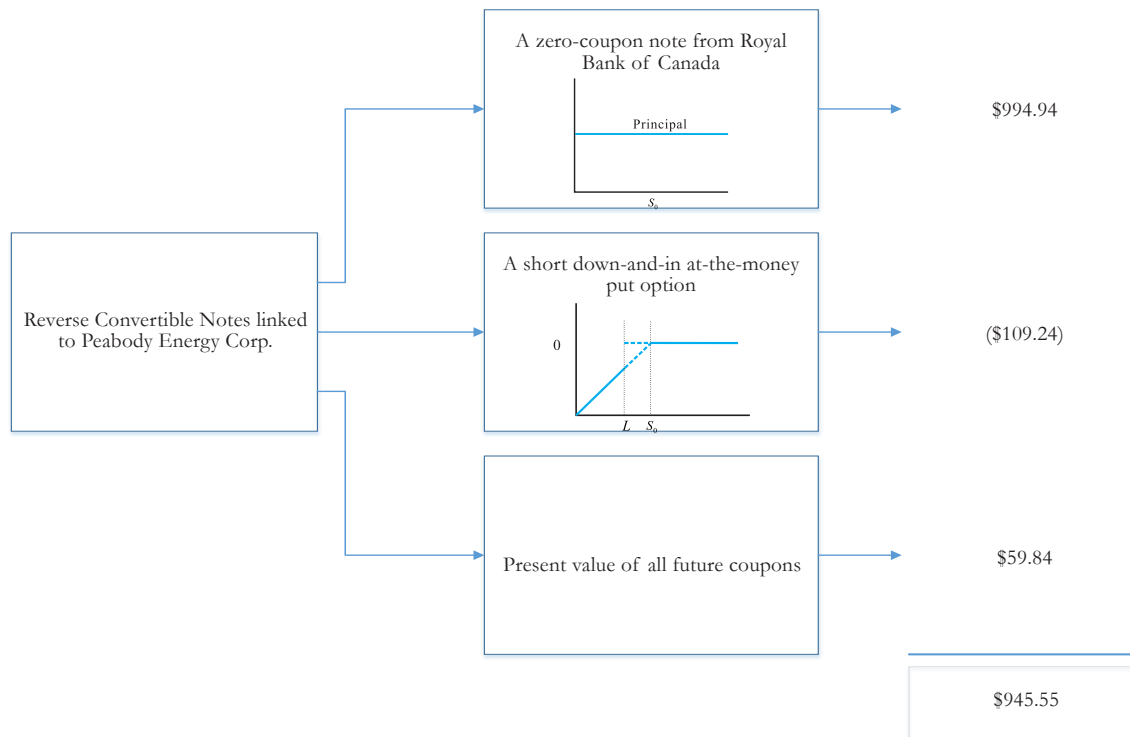 A zero-coupon note from Royal
Bank of Canada
Principal
S₀
$994.94
Reverse Convertible Notes linked
to Peabody Energy Corp.
A short down-and-in at-the-money
put option
0
L S₀
($109.24)
Present value of all future coupons
$59.84
$945.55